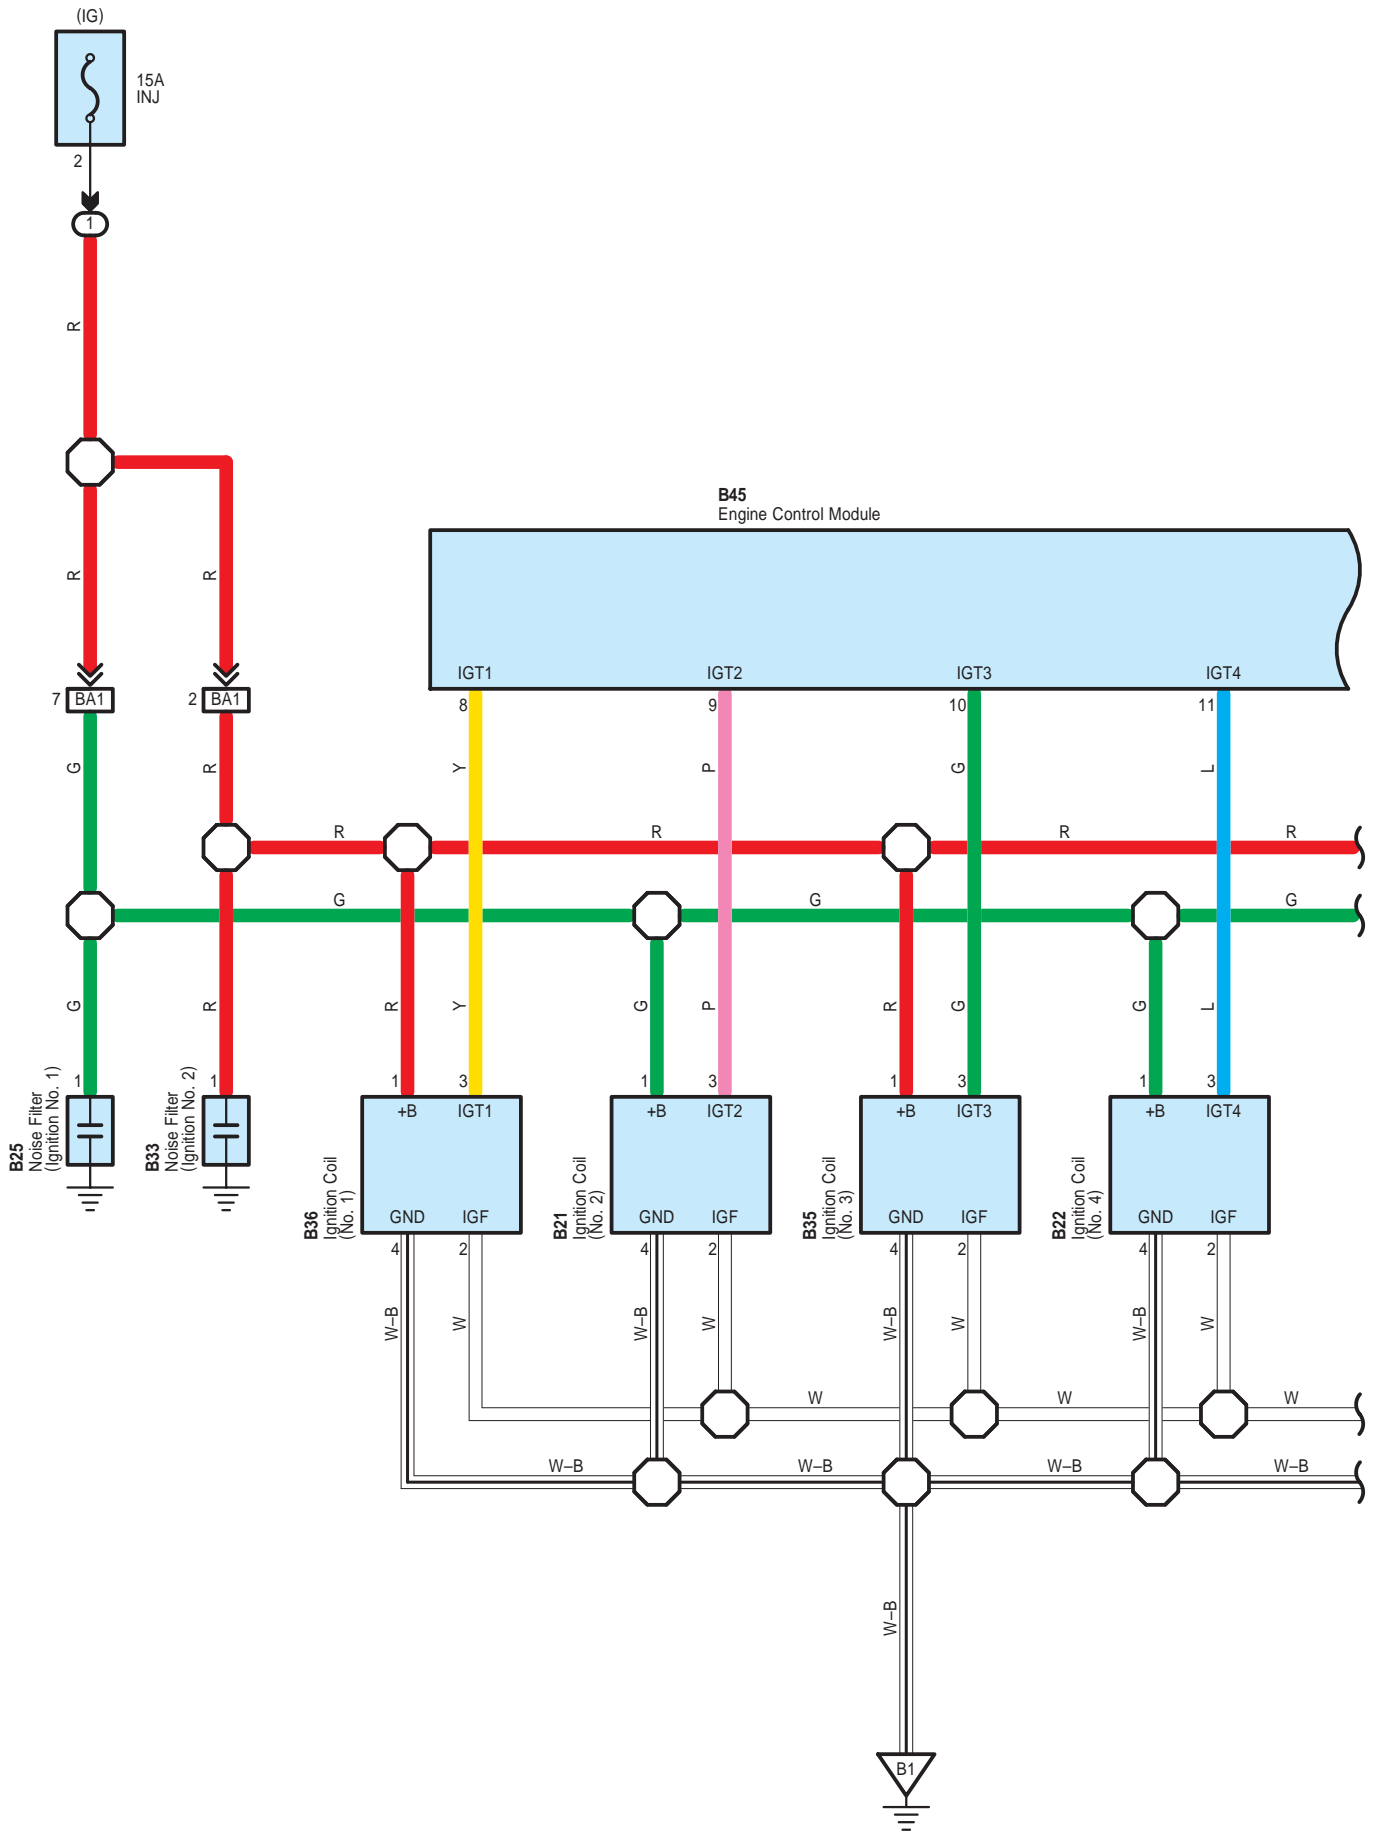 (IG)
15A
INJ
2
1
R
R
R
B45
Engine Control Module
IGT1
IGT2
IGT3
IGT4
7
BA1
2
BA1
8
9
10
11
G
R
Y
P
G
L
R
R
R
R
G
G
G
G
R
R
Y
G
P
R
G
G
L
1
1
1
3
1
3
1
3
1
3
B25
Noise Filter
(Ignition No. 1)
B33
Noise Filter
(Ignition No. 2)
+B
IGT1
+B
IGT2
+B
IGT3
+B
IGT4
B36
Ignition Coil
(No. 1)
B21
Ignition Coil
(No. 2)
B35
Ignition Coil
(No. 3)
B22
Ignition Coil
(No. 4)
GND
IGF
GND
IGF
GND
IGF
GND
IGF
4
2
4
2
4
2
4
2
W–B
W
W–B
W
W–B
W
W–B
W
W
W
W
W–B
W–B
W–B
W–B
W–B
B1